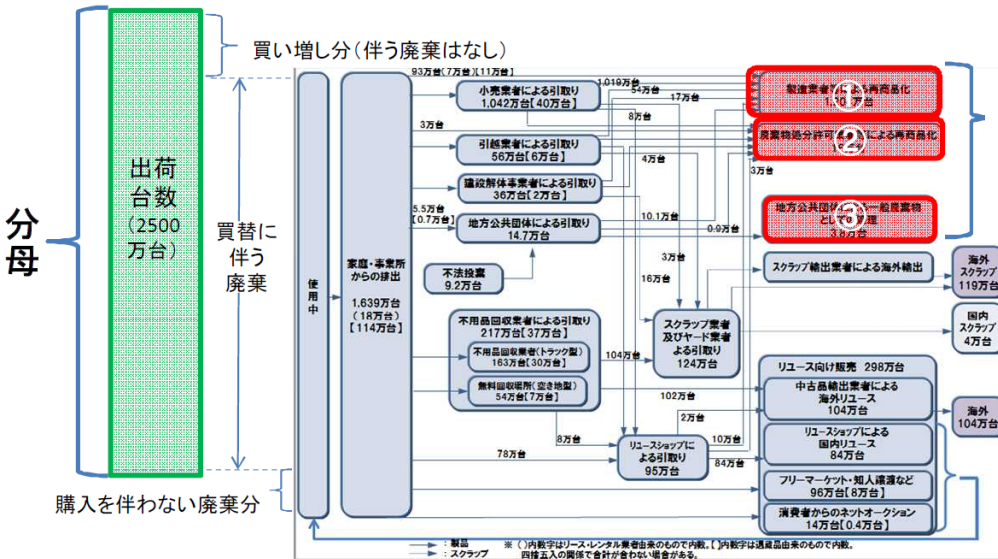 分母
出荷
台数
(2500
万台)
買い増し分(伴う廃棄はなし)
買替に
伴う
廃棄
購入を伴わない廃棄分
使用中
家庭・事業所
からの排出
1,639万台
(18万台)
【114万台】
93万台(7万台)【11万台】
3万台
5.5万台
【0.7万台】
小売業者による引取り
1,042万台【40万台】
引越業者による引取り
56万台【6万台】
建設解体事業者による引取り
36万台【2万台】
地方公共団体による引取り
14.7万台
不法投棄
9.2万台
不用品回収業者による引取り
217万台【37万台】
不用品回収業者(トラック型)
163万台【30万台】
無料回収場所(空き地型)
54万台【7万台】
78万台
8万台
104万台
1,019万台
54万台
17万台
8万台
4万台
10.1万台
0.9万台
3万台
3万台
16万台
スクラップ業者
及びヤード業者
よる引取り
124万台
102万台
2万台
10万台
84万台
リユースショップに
よる引取り
95万台
①
②
③
スクラップ輸出業者による海外輸出
海外
スクラップ
119万台
国内
スクラップ
4万台
リユース向け販売 298万台
中古品輸出業者による
海外リユース
104万台
海外
104万台
リユースショップによる
国内リユース
84万台
フリーマーケット・知人譲渡など
96万台【8万台】
消費者からのネットオークション
14万台【0.4万台】
:製品
:スクラップ
※ ( )内数字はリース・レンタル業者由来のもので内数。【 】内数字は退蔵品由来のもので内数。
四捨五入の関係で合計が合わない場合がある。